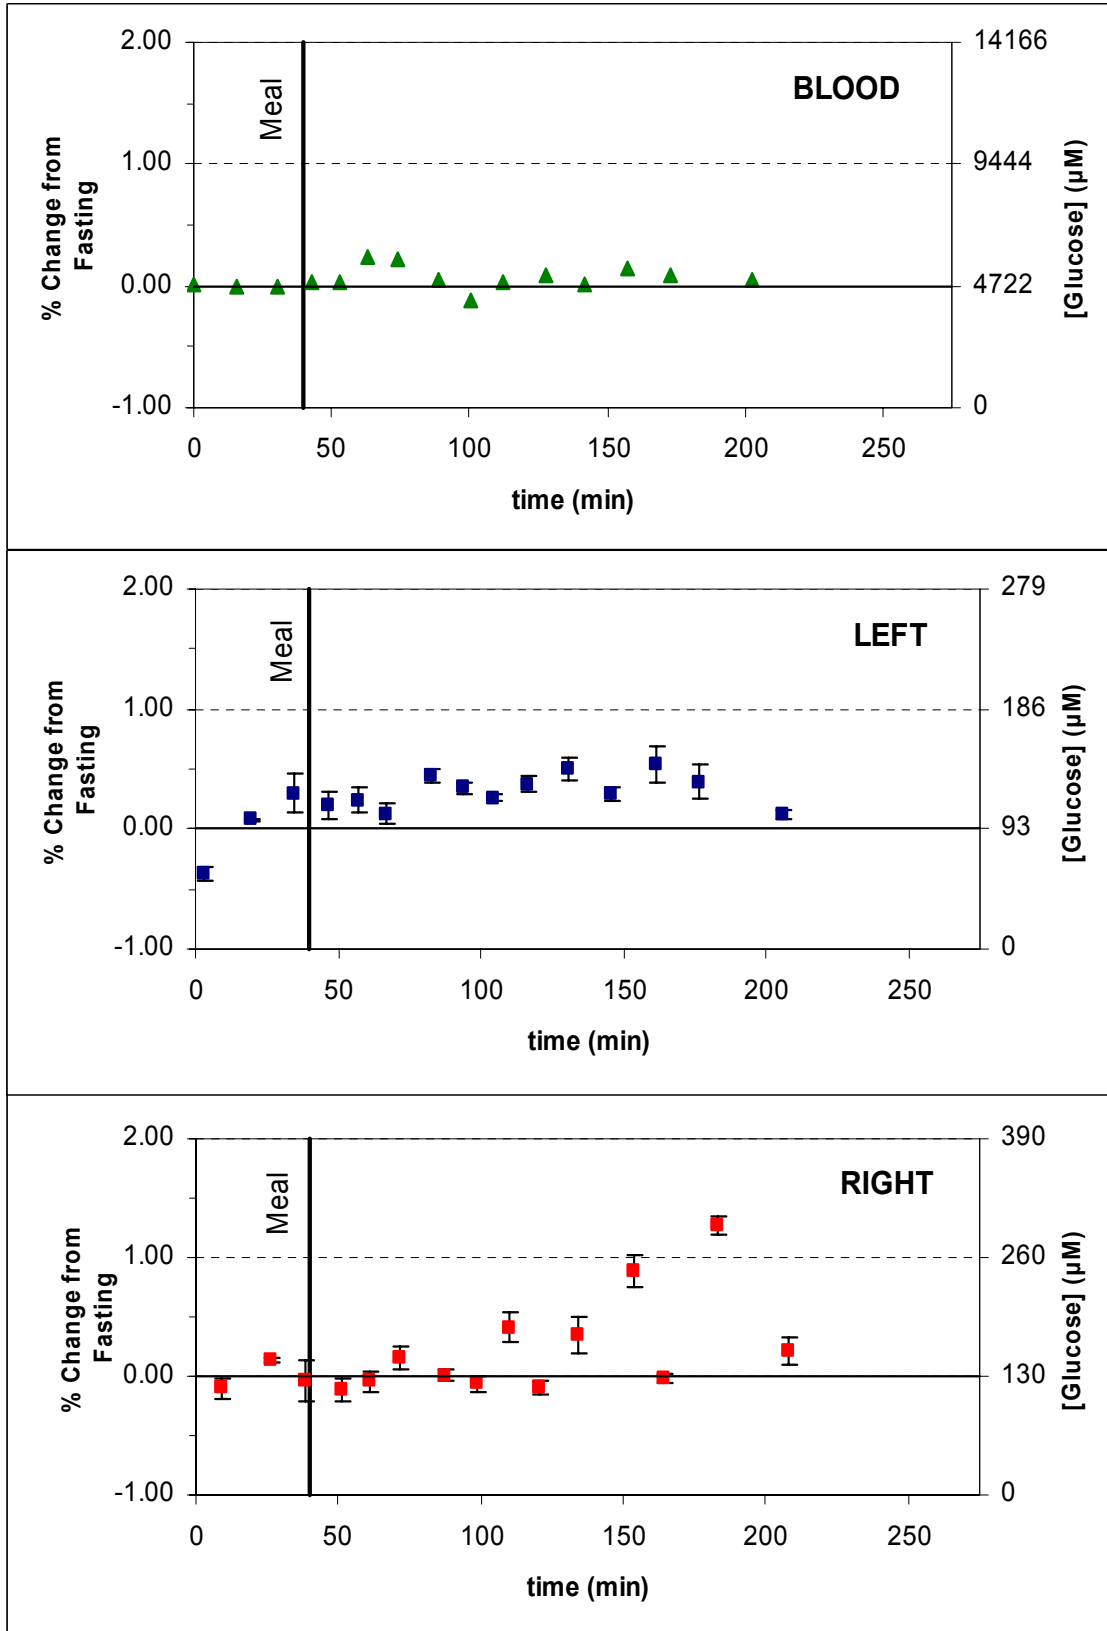 2.00
1.00
0.00
-1.00
% Change from
Fasting
Meal
BLOOD
14166
9444
4722
0
[Glucose] (µM)
0 50 100 150 200 250
time (min)
2.00
1.00
0.00
-1.00
% Change from
Fasting
Meal
LEFT
279
186
93
0
[Glucose] (µM)
0 50 100 150 200 250
time (min)
2.00
1.00
0.00
-1.00
% Change from
Fasting
Meal
RIGHT
390
260
130
0
[Glucose] (µM)
0 50 100 150 200 250
time (min)